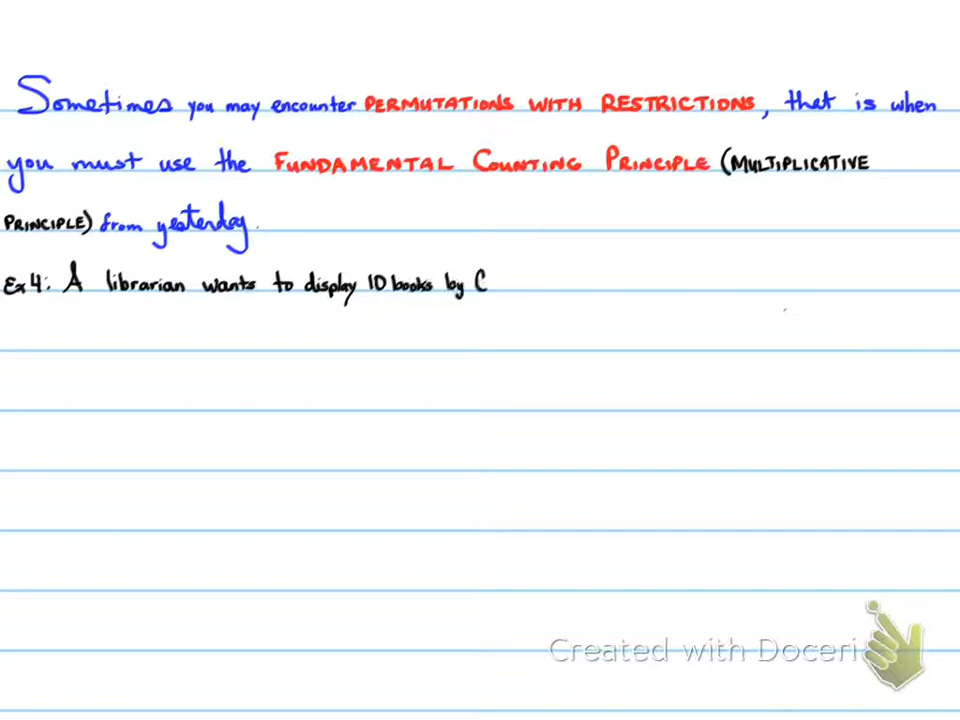 Sometimes you may encounter PERMUTATIONS WITH RESTRICTIONS, that is when
you must use the FUNDAMENTAL COUNTING PRINCIPLE (MULTIPLICATIVE
PRINCIPLE) from yesterday.
Ex 4: A librarian wants to display 10 books by C
Created with Doceri